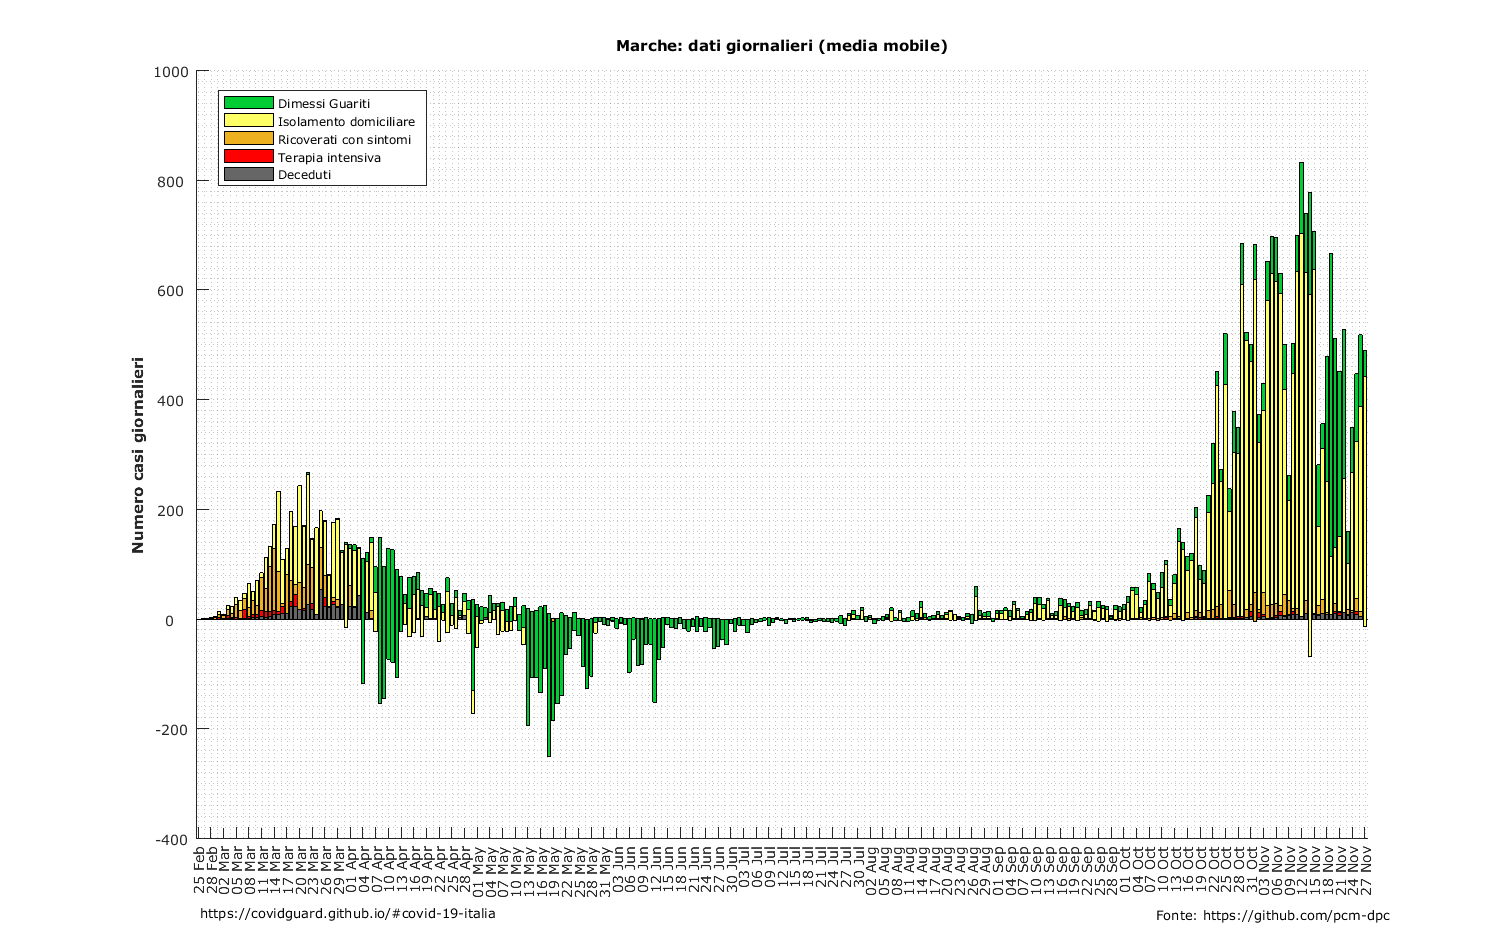 Marche: dati giornalieri (media mobile)
1000
800
600
400
200
0
-200
-400
Numero casi giornalieri
Dimessi Guariti
Isolamento domiciliare
Ricoverati con sintomi
Terapia intensiva
Deceduti
25 Feb
28 Feb
02 Mar
05 Mar
08 Mar
11 Mar
14 Mar
17 Mar
20 Mar
23 Mar
26 Mar
29 Mar
01 Apr
04 Apr
07 Apr
10 Apr
13 Apr
16 Apr
19 Apr
22 Apr
25 Apr
28 Apr
01 May
04 May
07 May
10 May
13 May
16 May
19 May
22 May
25 May
28 May
31 May
03 Jun
06 Jun
09 Jun
12 Jun
15 Jun
18 Jun
21 Jun
24 Jun
27 Jun
30 Jun
03 Jul
06 Jul
09 Jul
12 Jul
15 Jul
18 Jul
21 Jul
24 Jul
27 Jul
30 Jul
02 Aug
05 Aug
08 Aug
11 Aug
14 Aug
17 Aug
20 Aug
23 Aug
26 Aug
29 Aug
01 Sep
04 Sep
07 Sep
10 Sep
13 Sep
16 Sep
19 Sep
22 Sep
25 Sep
28 Sep
01 Oct
04 Oct
07 Oct
10 Oct
13 Oct
16 Oct
19 Oct
22 Oct
25 Oct
28 Oct
31 Oct
03 Nov
06 Nov
09 Nov
12 Nov
15 Nov
18 Nov
21 Nov
24 Nov
27 Nov
https://covidguard.github.io/#covid-19-italia
Fonte: https://github.com/pcm-dpc